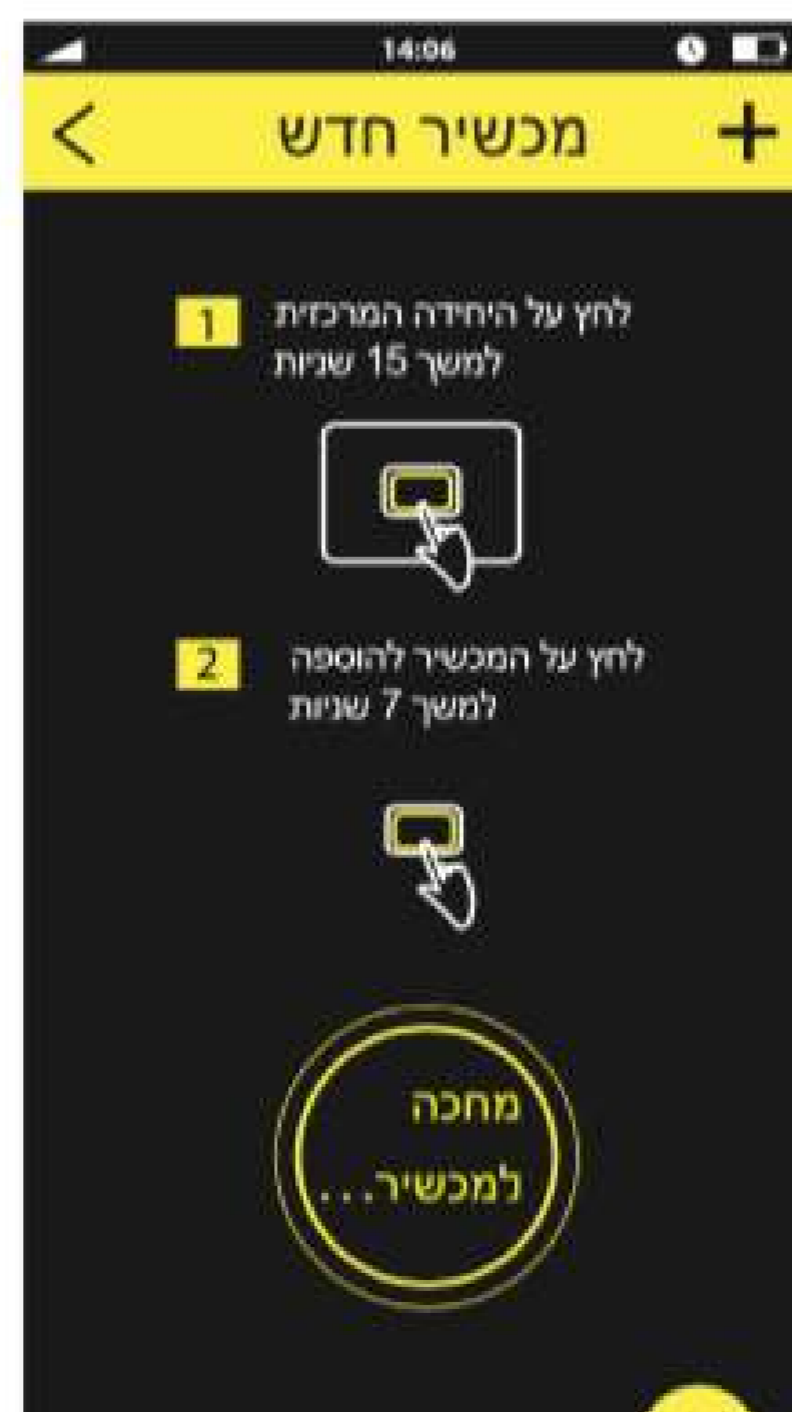 14:06
מכשיר חדש
1
לחץ על היחידה המרכזית
למשך 15 שניות
2
לחץ על המכשיר להוספה
למשך 7 שניות
מחכה
למכשיר...